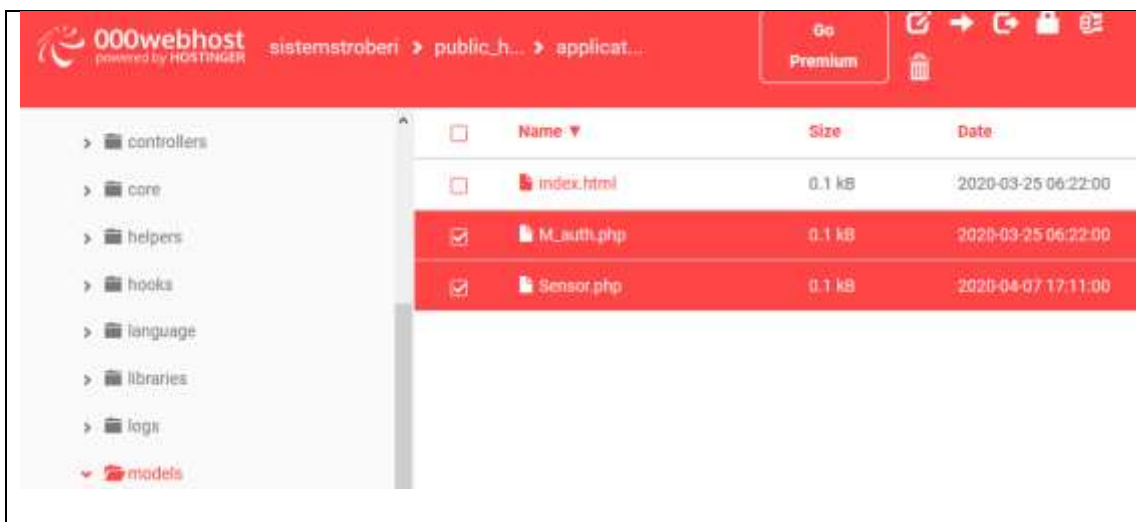 000webhost
powered by HOSTINGER
sistemstroberi > public_h... > applicat...
Go
Premium
controllers
core
helpers
hooks
language
libraries
logs
models
Name ▼ Size Date
index.html 0.1 kB 2020-03-25 06:22:00
M_auth.php 0.1 kB 2020-03-25 06:22:00
Sensor.php 0.1 kB 2020-04-07 17:11:00